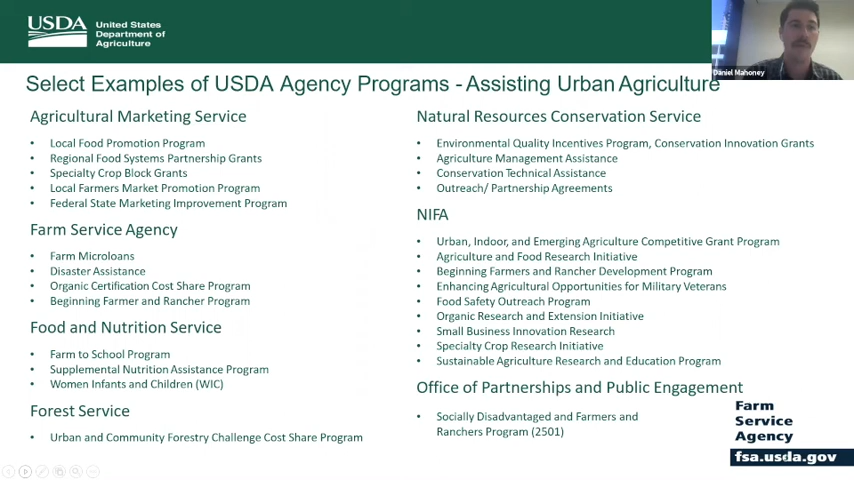 USDA
United States
Department of
Agriculture
Daniel Mahoney
Select Examples of USDA Agency Programs - Assisting Urban Agriculture
Agricultural Marketing Service
• Local Food Promotion Program
• Regional Food Systems Partnership Grants
• Specialty Crop Block Grants
• Local Farmers Market Promotion Program
• Federal State Marketing Improvement Program
Farm Service Agency
• Farm Microloans
• Disaster Assistance
• Organic Certification Cost Share Program
• Beginning Farmer and Rancher Program
Food and Nutrition Service
• Farm to School Program
• Supplemental Nutrition Assistance Program
• Women Infants and Children (WIC)
Forest Service
• Urban and Community Forestry Challenge Cost Share Program
Natural Resources Conservation Service
• Environmental Quality Incentives Program, Conservation Innovation Grants
• Agriculture Management Assistance
• Conservation Technical Assistance
• Outreach/ Partnership Agreements
NIFA
• Urban, Indoor, and Emerging Agriculture Competitive Grant Program
• Agriculture and Food Research Initiative
• Beginning Farmers and Rancher Development Program
• Enhancing Agricultural Opportunities for Military Veterans
• Food Safety Outreach Program
• Organic Research and Extension Initiative
• Small Business Innovation Research
• Specialty Crop Research Initiative
• Sustainable Agriculture Research and Education Program
Office of Partnerships and Public Engagement
• Socially Disadvantaged and Farmers and
Ranchers Program (2501)
Farm
Service
Agency
fsa.usda.gov